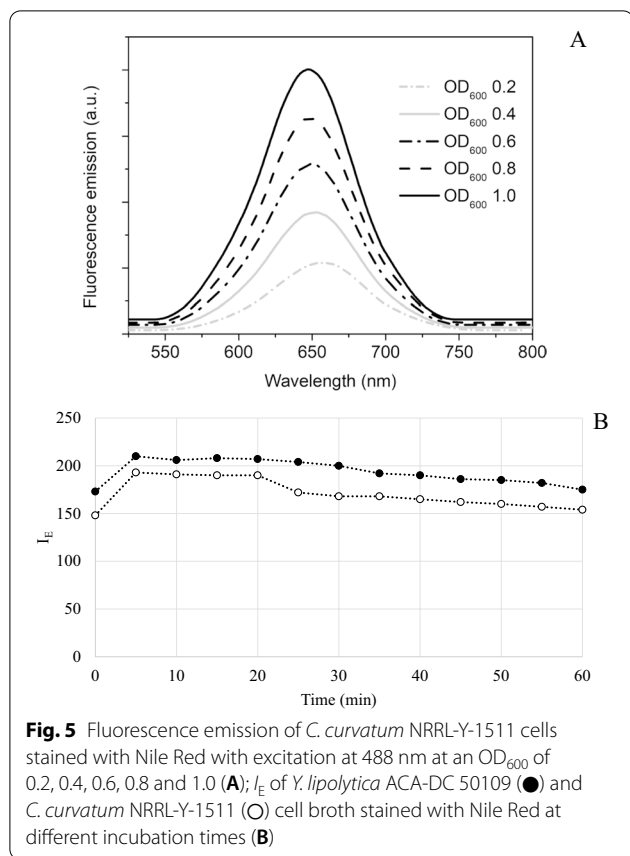 A
Fluorescence emission (a.u.)
OD600 0.2
OD600 0.4
OD600 0.6
OD600 0.8
OD600 1.0
550 600 650 700 750 800
Wavelength (nm)
B
250
200
150
100
50
0
IE
0 10 20 30 40 50 60
Time (min)
Fig. 5 Fluorescence emission of C. curvatum NRRL-Y-1511 cells
stained with Nile Red with excitation at 488 nm at an OD600 of
0.2, 0.4, 0.6, 0.8 and 1.0 (A); IE of Y. lipolytica ACA-DC 50109 (●) and
C. curvatum NRRL-Y-1511 (○) cell broth stained with Nile Red at
different incubation times (B)